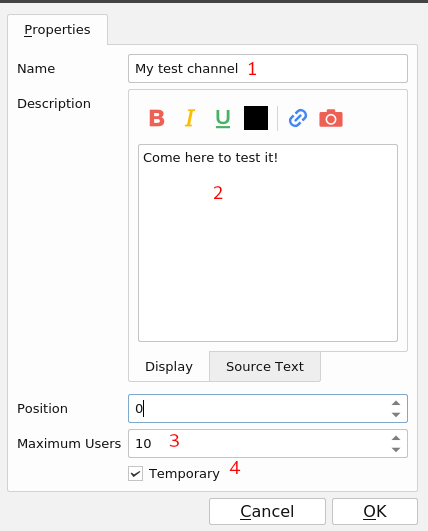 Properties
Name My test channel 1
Description
B I U
Come here to test it!
2
Display Source Text
Position 0
Maximum Users 10 3
Temporary 4
Cancel OK